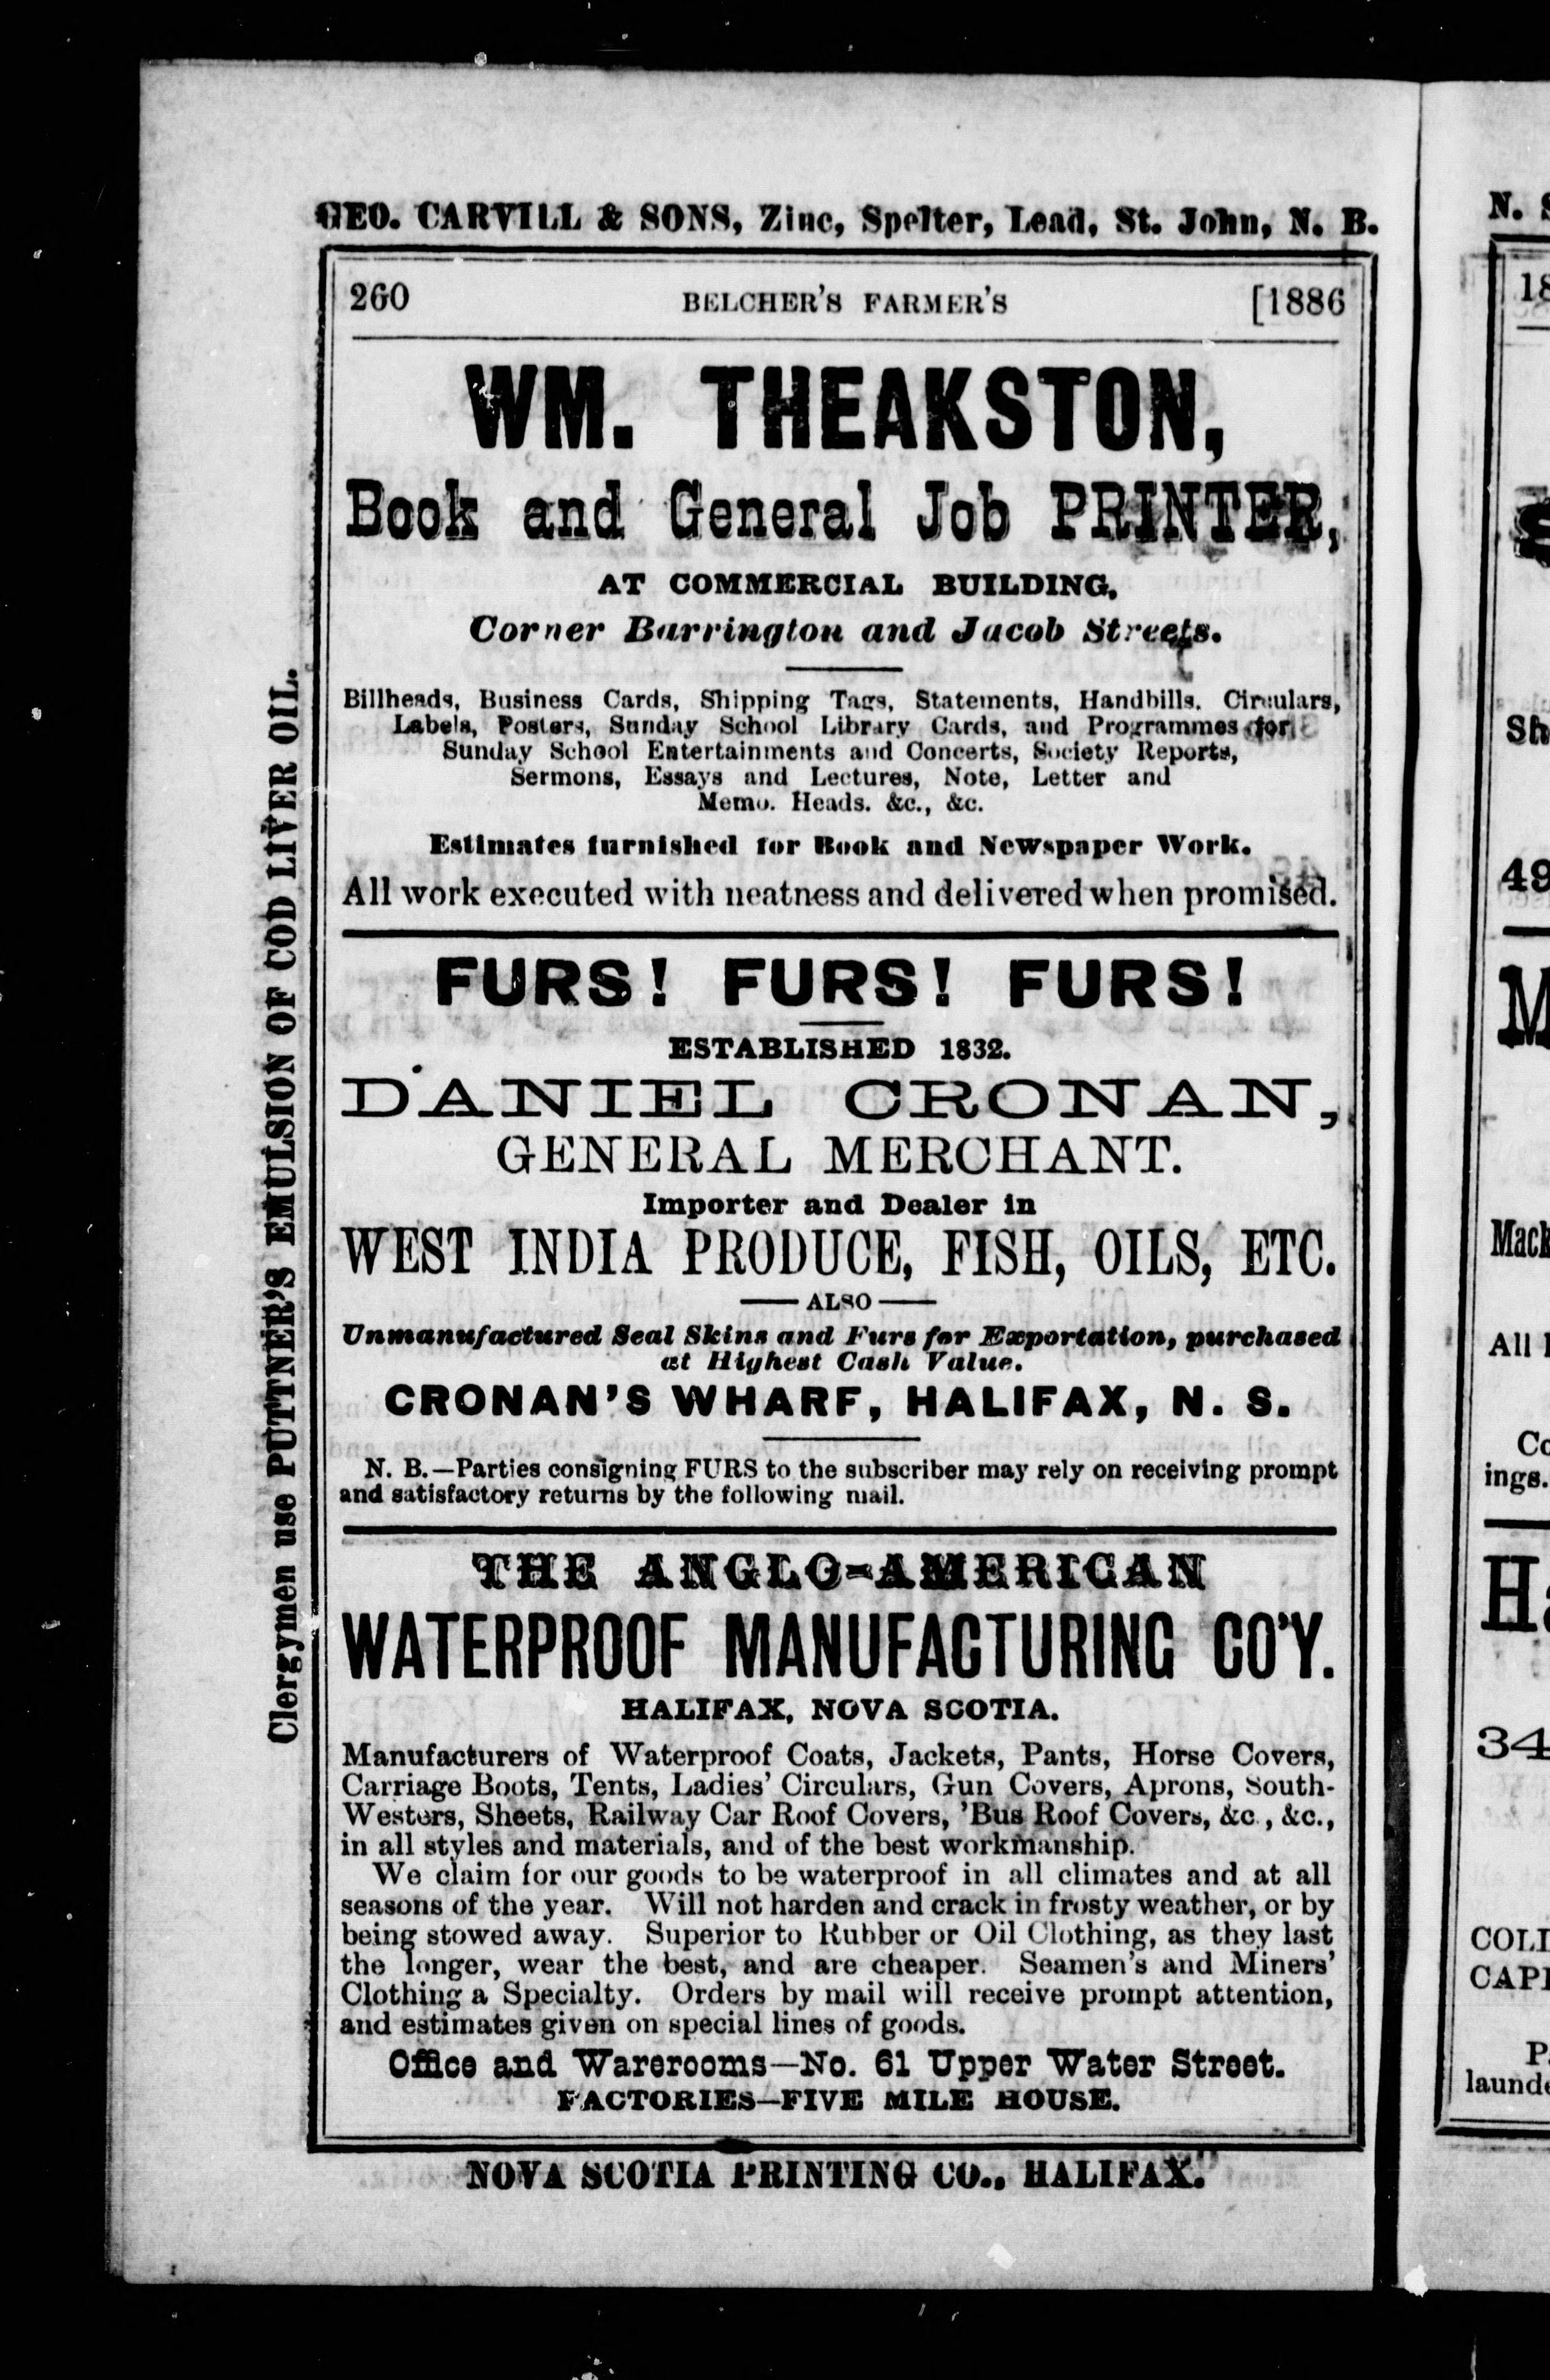 GEO. CARVILL & SONS, Zinc, Spelter, Lead, St. John, N. B.
260 BELCHER'S FARMER'S [1886
WM. THEAKSTON,
Book and General Job PRINTER,
AT COMMERCIAL BUILDING,
Corner Barrington and Jacob Streets.
Billheads, Business Cards, Shipping Tags, Statements, Handbills. Circulars,
Labels, Posters, Sunday School Library Cards, and Programmes for
Sunday School Entertainments and Concerts, Society Reports,
Sermons, Essays and Lectures, Note, Letter and
Memo. Heads. &c., &c.
Estimates furnished for Book and Newspaper Work.
All work executed with neatness and delivered when promised.
FURS! FURS! FURS!
ESTABLISHED 1832.
DANIEL CRONAN,
GENERAL MERCHANT.
Importer and Dealer in
WEST INDIA PRODUCE, FISH, OILS, ETC.
—ALSO—
Unmanufactured Seal Skins and Furs for Exportation, purchased
at Highest Cash Value.
CRONAN'S WHARF, HALIFAX, N. S.
N. B.—Parties consigning FURS to the subscriber may rely on receiving prompt
and satisfactory returns by the following mail.
THE ANGLO-AMERICAN
WATERPROOF MANUFACTURING CO'Y.
HALIFAX, NOVA SCOTIA.
Manufacturers of Waterproof Coats, Jackets, Pants, Horse Covers,
Carriage Boots, Tents, Ladies' Circulars, Gun Covers, Aprons, South-
Westers, Sheets, Railway Car Roof Covers, 'Bus Roof Covers, &c., &c.,
in all styles and materials, and of the best workmanship.
We claim for our goods to be waterproof in all climates and at all
seasons of the year. Will not harden and crack in frosty weather, or by
being stowed away. Superior to Rubber or Oil Clothing, as they last
the longer, wear the best, and are cheaper. Seamen's and Miners'
Clothing a Specialty. Orders by mail will receive prompt attention,
and estimates given on special lines of goods.
Office and Warerooms—No. 61 Upper Water Street.
FACTORIES—FIVE MILE HOUSE.
NOVA SCOTIA PRINTING CO., HALIFAX.
Clergymen use PUTTNER'S EMULSION OF COD LIVER OIL.
N.
18
Sh
49
M
Mack
All
Co
ings.
Ha
34
COLL
CAP
P
laund